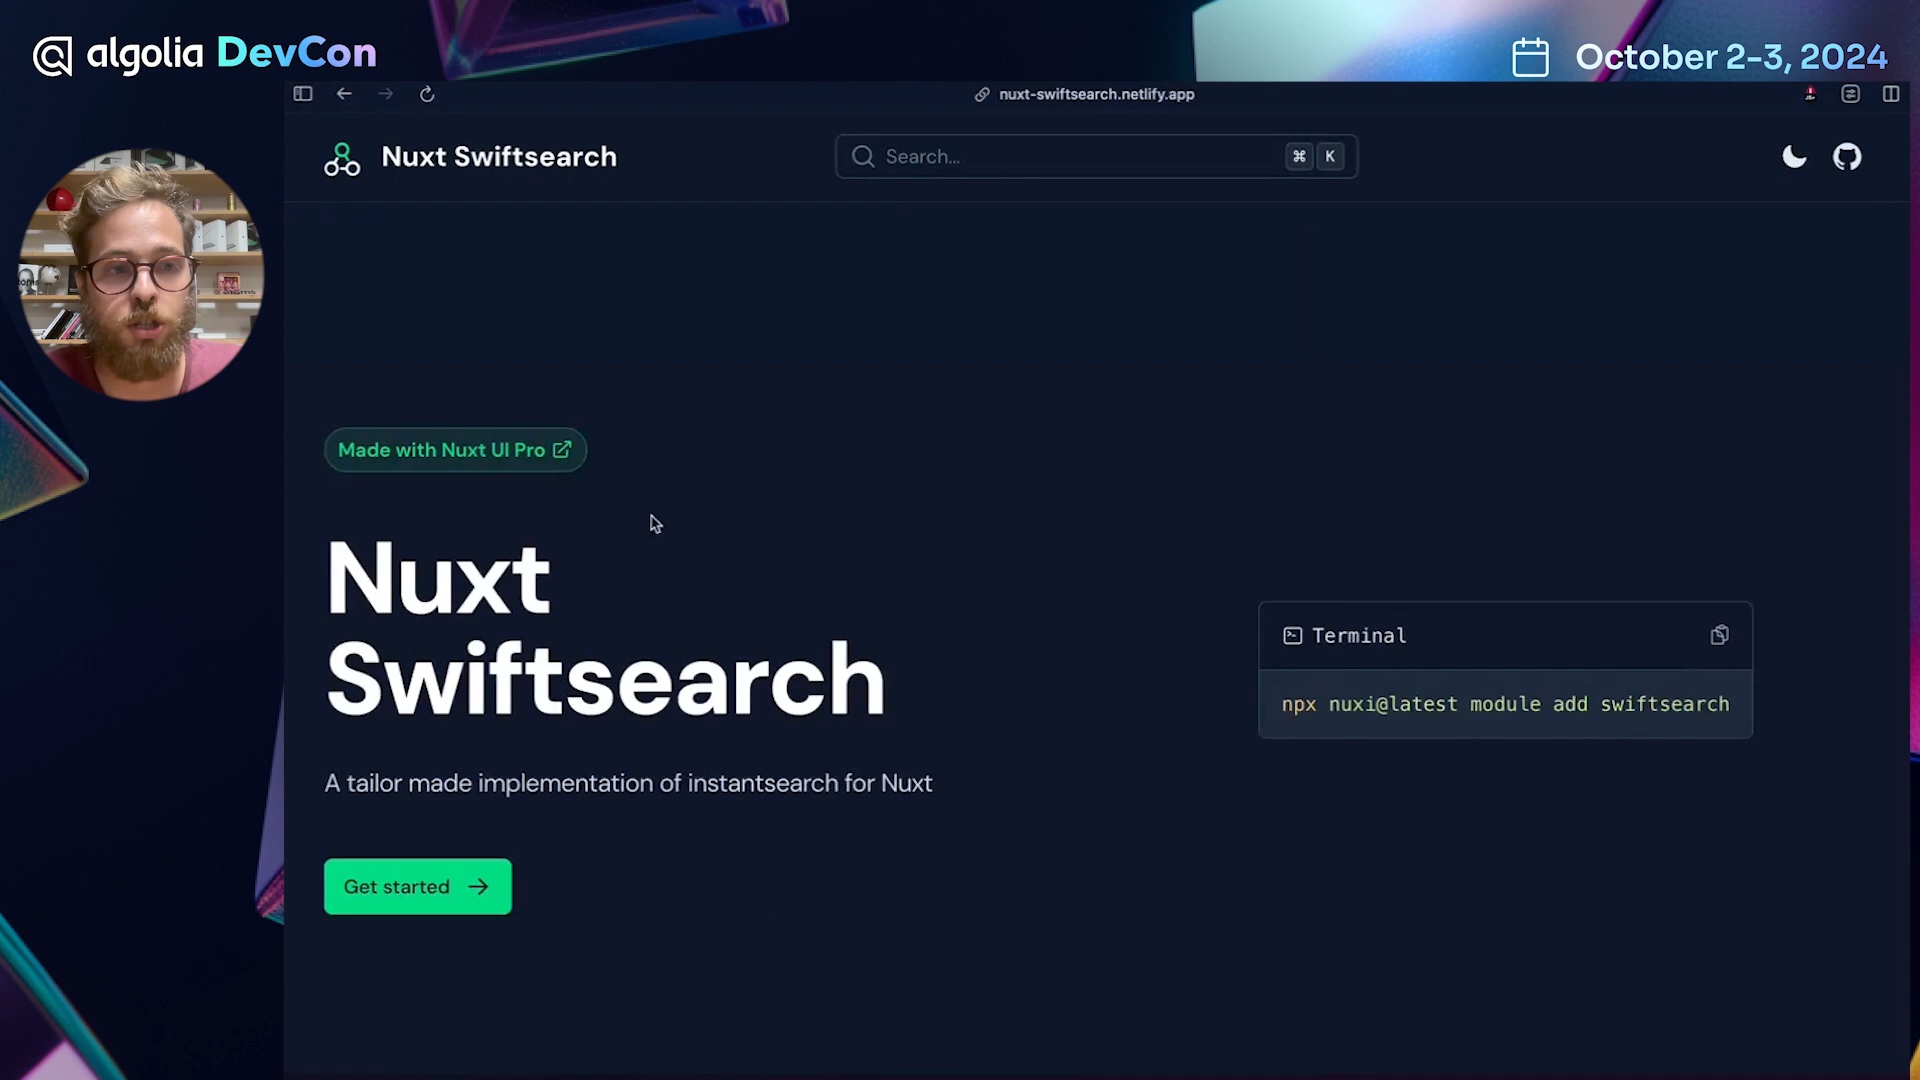 algolia DevCon
October 2-3, 2024
nuxt-swiftsearch.netlify.app
Nuxt Swiftsearch
Search...
⌘ K
Made with Nuxt UI Pro
Nuxt
Swiftsearch
A tailor made implementation of instantsearch for Nuxt
Get started
Terminal
npx nuxi@latest module add swiftsearch